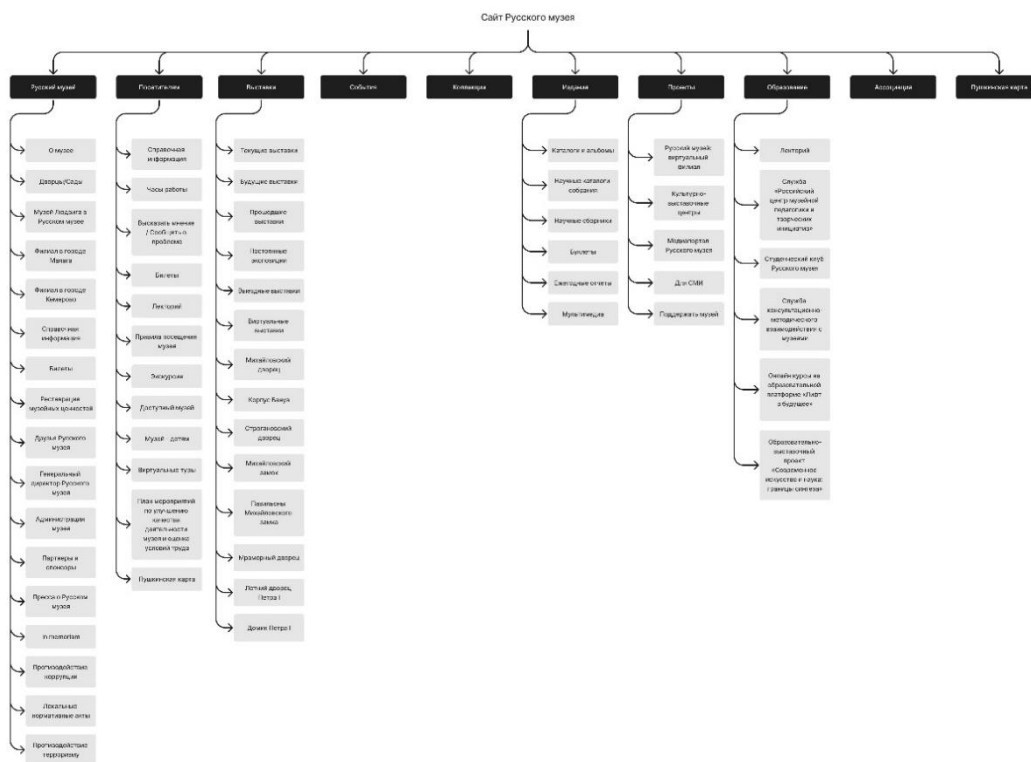 Сайт Русского музея
Русский музей
Посетителям
Выставки
События
Коллекции
Издания
Проекты
Образование
Ассоциации
Пушкинская карта
О музее
Дворцы/Сады
Музей Людвига в
Русском музее
Филиал в городе
Малага
Филиал в городе
Кемерово
Справочная
информация
Билеты
Реставрация
музейных ценностей
Друзья Русского
музея
Генеральный
директор Русского
музея
Администрация
музея
Партнеры и
спонсоры
Пресса о Русском
музее
In memoriam
Противодействие
коррупции
Локальные
нормативные акты
Противодействие
терроризму
Справочная
информация
Часы работы
Высказать мнение
/ Сообщить о
проблеме
Билеты
Лекторий
Правила посещения
музея
Экскурсии
Доступный музей
Музей - детям
Виртуальные туры
План мероприятий
по улучшению
качества
деятельности
музея и оценке
условий труда
Пушкинская карта
Текущие выставки
Будущие выставки
Прошедшие
выставки
Постоянные
экспозиции
Выездные выставки
Виртуальные
выставки
Михайловский
дворец
Корпус Бенуа
Строгановский
дворец
Михайловский
замок
Павильоны
Михайловского
замка
Мраморный дворец
Летний дворец
Петра I
Домик Петра I
Каталоги и альбомы
Научные каталоги
собрания
Научные сборники
Буклеты
Ежегодные отчеты
Мультимедиа
Русский музей:
виртуальный
филиал
Культурно-
выставочные
центры
Медиапортал
Русского музея
Для СМИ
Поддержать музей
Лекторий
Служба
«Российский
центр музейной
педагогики и
творческих
инициатив»
Студенческий клуб
Русского музея
Служба
консультационно-
методического
взаимодействия с
музеями
Онлайн курсы на
образовательной
платформе «Лифт
в будущее»
Образовательно-
выставочный
проект
«Современное
искусство и наука:
границы синтеза»